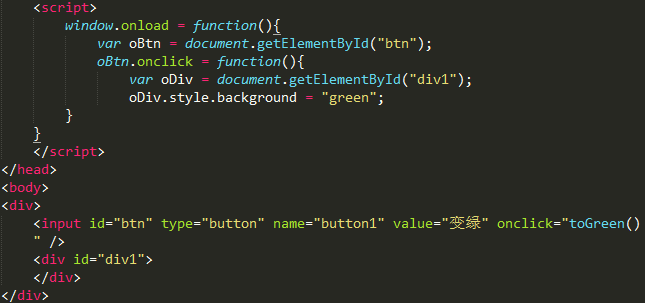 <script>
window.onload = function(){
var oBtn = document.getElementById("btn");
oBtn.onclick = function(){
var oDiv = document.getElementById("div1");
oDiv.style.background = "green";
}
}
</script>
</head>
<body>
<div>
<input id="btn" type="button" name="button1" value="变绿" onclick="toGreen()
" />
<div id="div1">
</div>
</div>